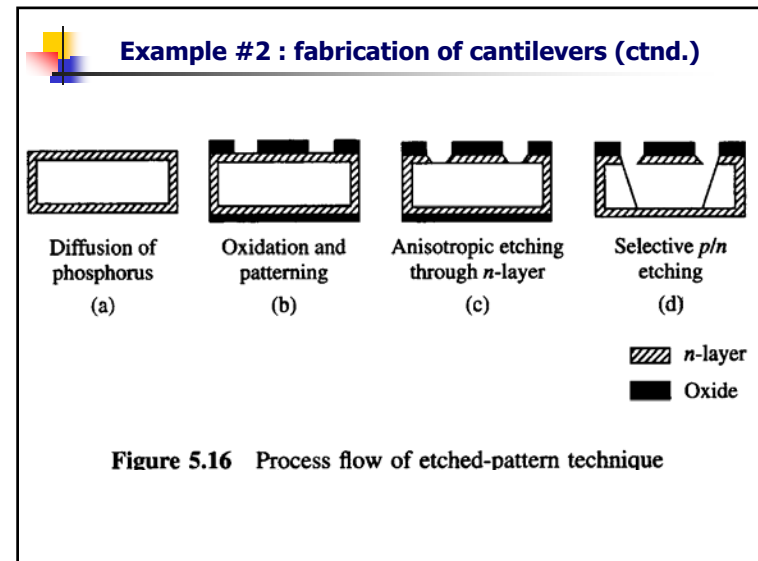 Example #2 : fabrication of cantilevers (ctnd.)
Diffusion of
phosphorus
(a)
Oxidation and
patterning
(b)
Anisotropic etching
through n-layer
(c)
Selective p/n
etching
(d)
n-layer
Oxide
Figure 5.16 Process flow of etched-pattern technique